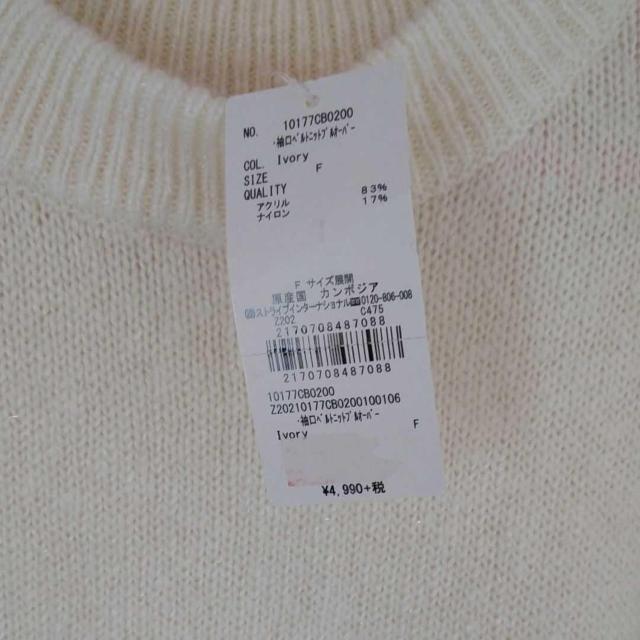 NO. 10177CB0200
・袖口ベルトニットプルオーバー
COL. Ivory
SIZE F
QUALITY
アクリル 83%
ナイロン 17%
F サイズ展開
原産国 カンボジア
ストライプインターナショナル 0120-806-008
Z202 C475
2170708487088
2170708487088
10177CB0200
Z20210177CB0200100106
・袖口ベルトニットプルオーバー
Ivory F
¥4,990+税